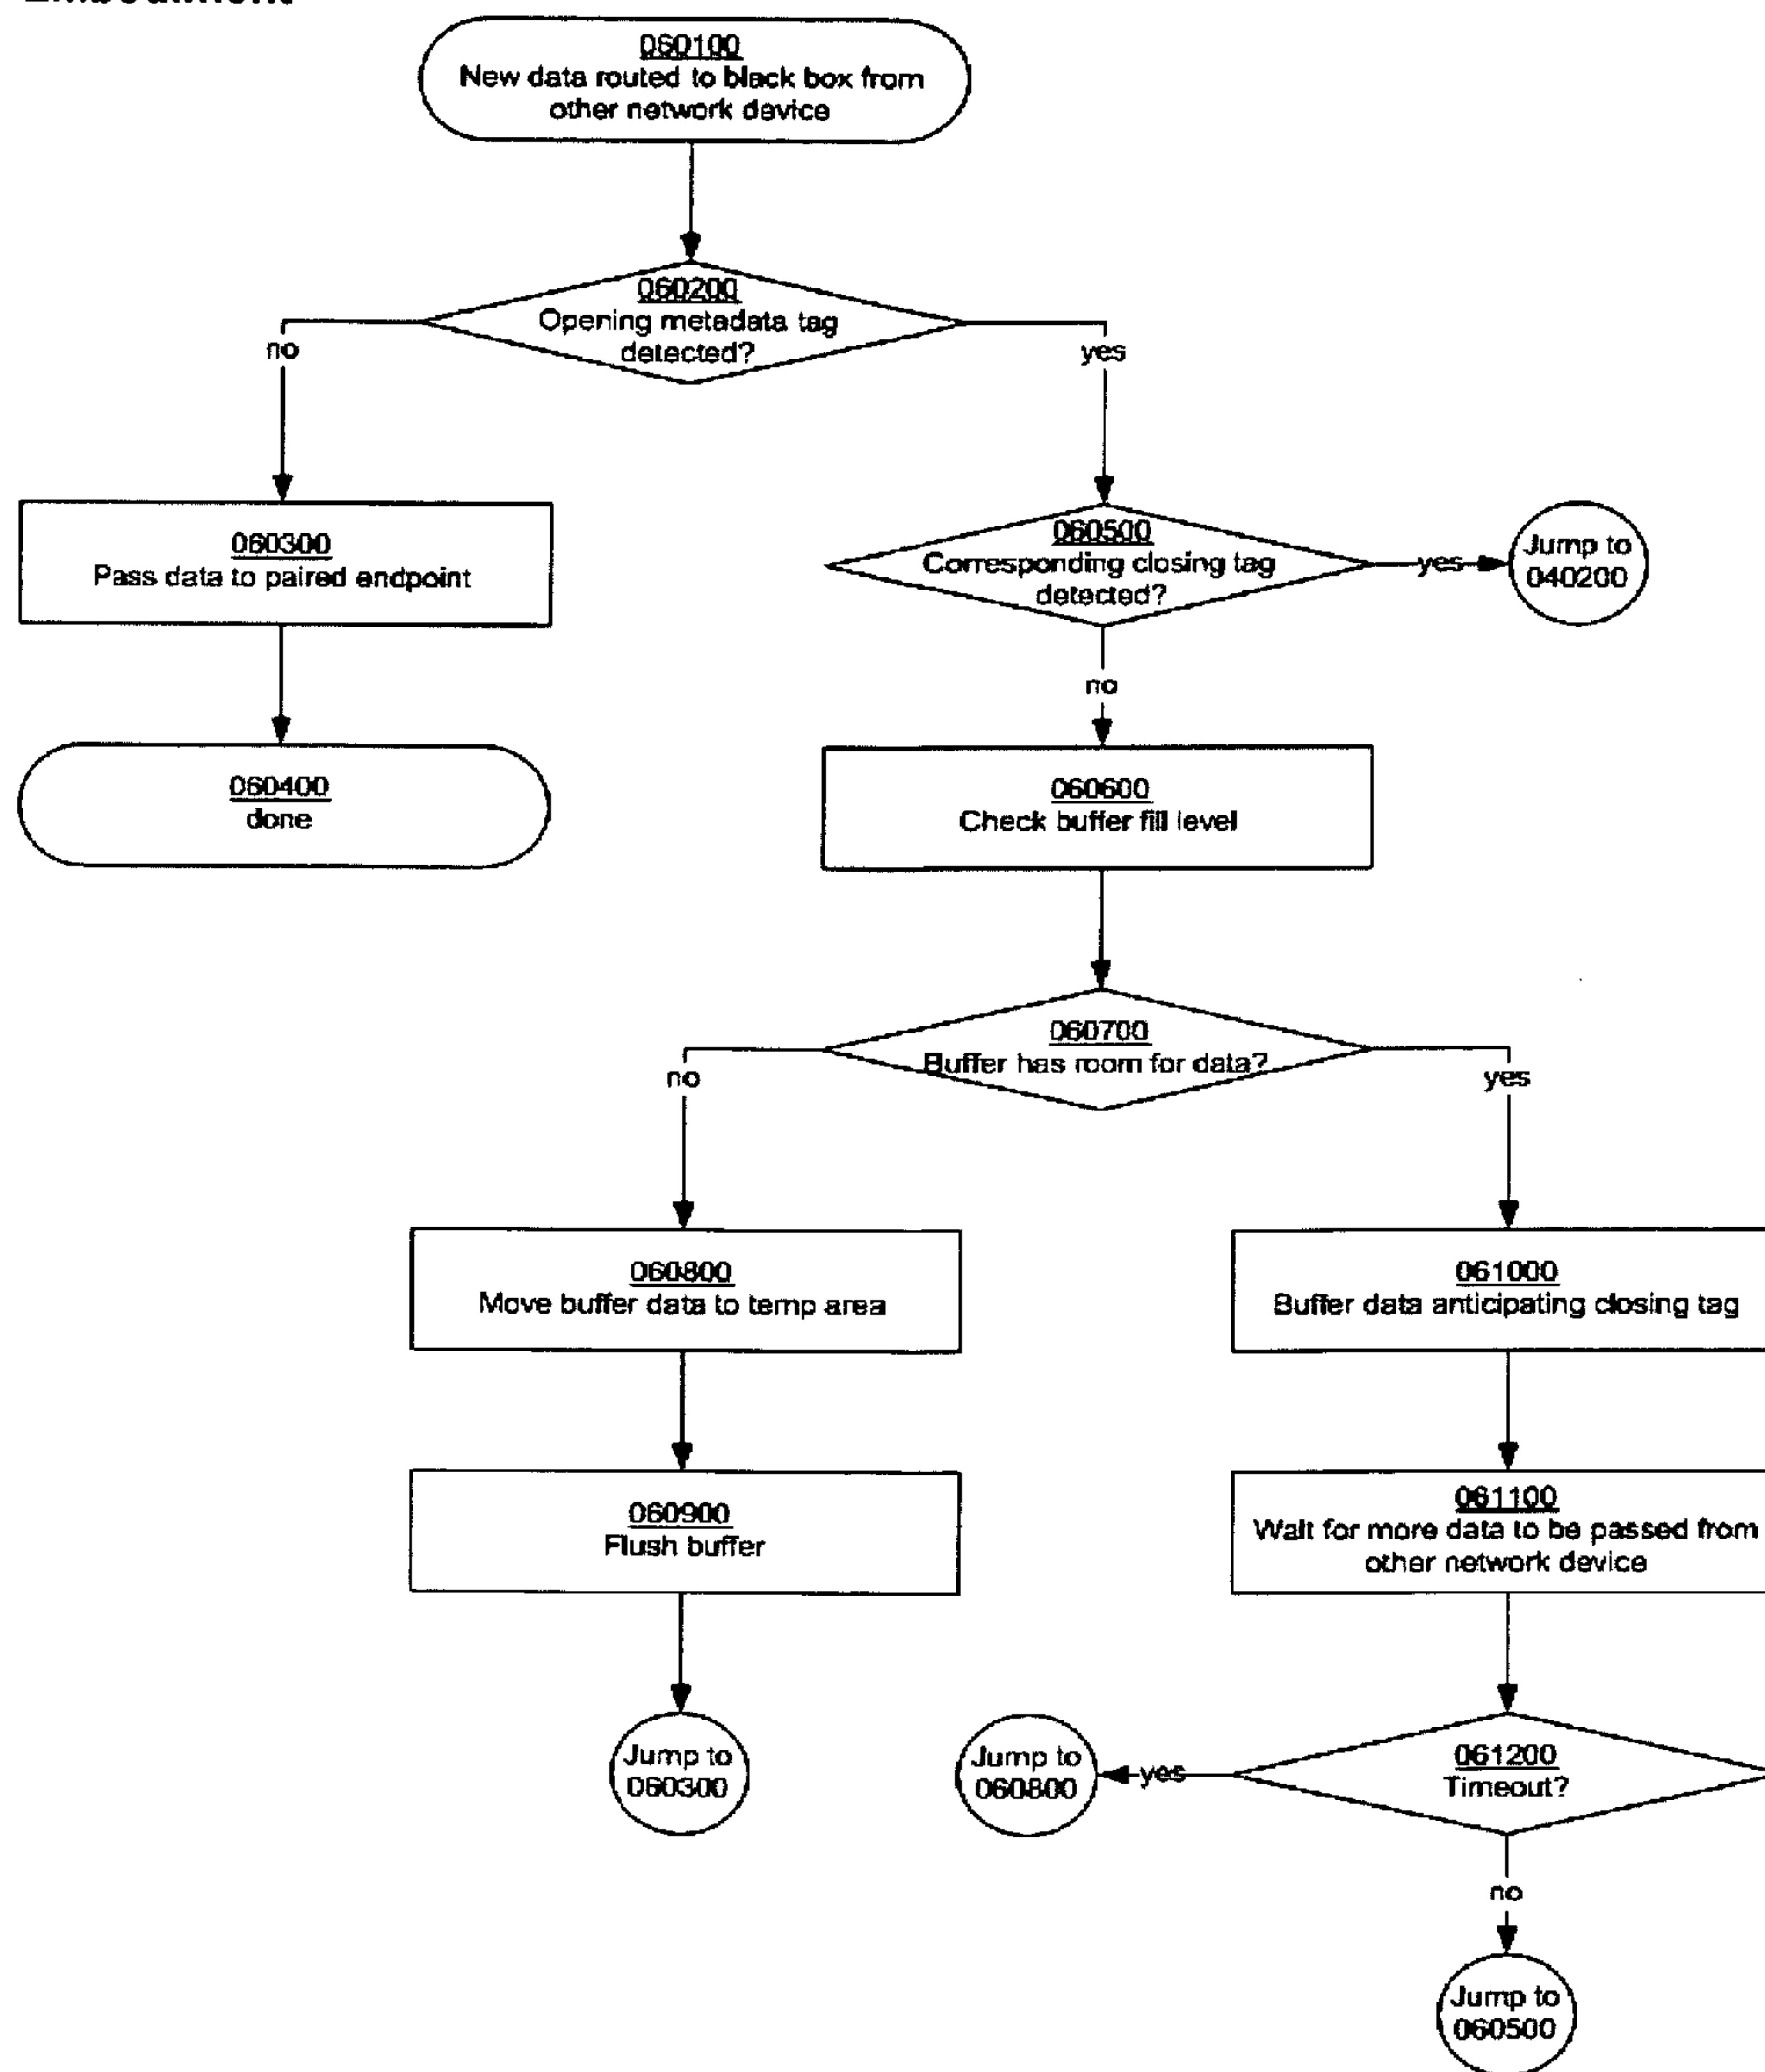 060100
New data routed to black box from
other network device
060200
Opening metadata tag
detected?
no
yes
060300
Pass data to paired endpoint
060500
Corresponding closing tag
detected?
yes
Jump to
040200
no
060400
done
060600
Check buffer fill level
060700
Buffer has room for data?
no
yes
060800
Move buffer data to temp area
061000
Buffer data anticipating closing tag
060900
Flush buffer
061100
Wait for more data to be passed from
other network device
Jump to
060300
Jump to
060800
yes
061200
Timeout?
no
Jump to
060500